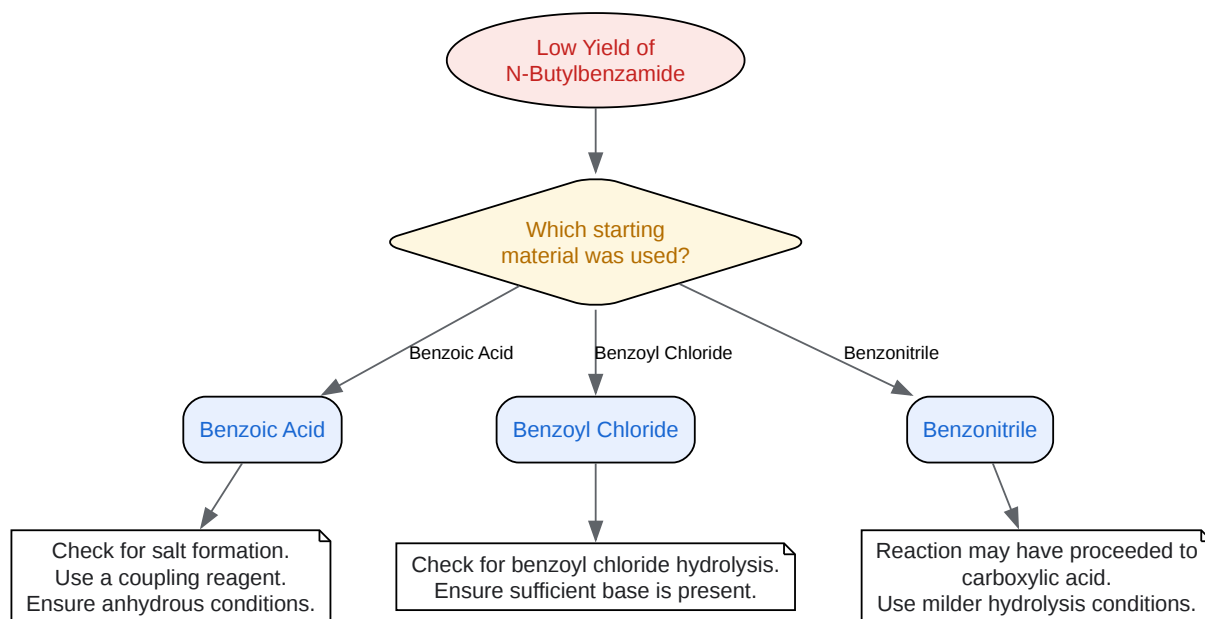 Low Yield of
N-Butylbenzamide
Which starting
material was used?
Benzoic Acid
Benzoyl Chloride
Benzonitrile
Benzoic Acid
Benzoyl Chloride
Benzonitrile
Check for salt formation.
Use a coupling reagent.
Ensure anhydrous conditions.
Check for benzoyl chloride hydrolysis.
Ensure sufficient base is present.
Reaction may have proceeded to
carboxylic acid.
Use milder hydrolysis conditions.